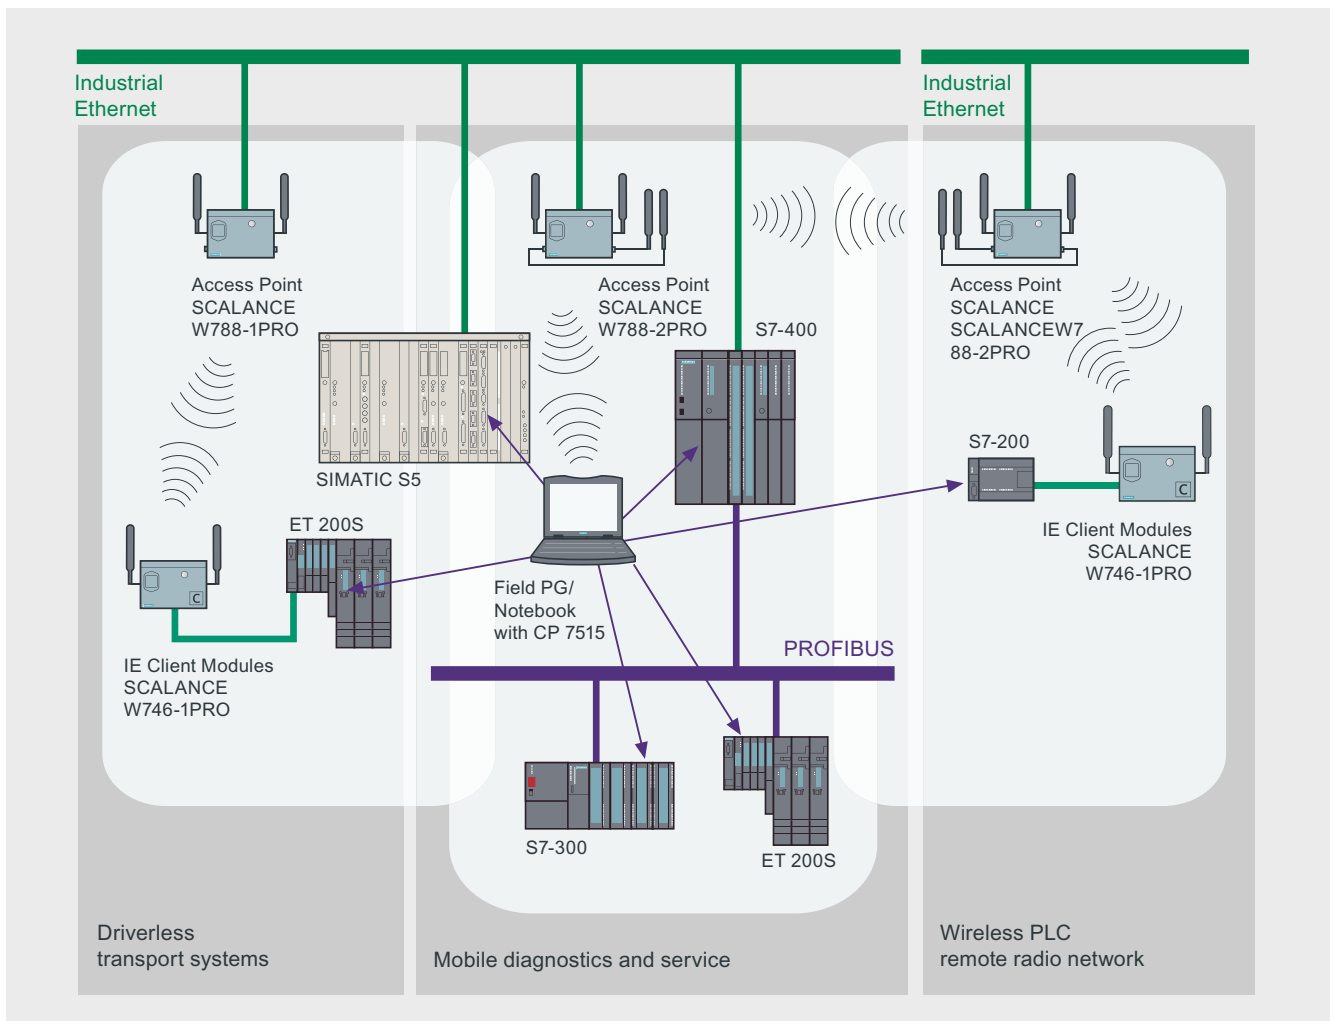 Industrial
Ethernet
Industrial
Ethernet
Access Point
SCALANCE
W788-1PRO
Access Point
SCALANCE
W788-2PRO
S7-400
Access Point
SCALANCE
SCALANCEW7
88-2PRO
SIMATIC S5
S7-200
C
IE Client Modules
SCALANCE
W746-1PRO
ET 200S
C
IE Client Modules
SCALANCE
W746-1PRO
Field PG/
Notebook
with CP 7515
PROFIBUS
S7-300
ET 200S
Driverless
transport systems
Mobile diagnostics and service
Wireless PLC
remote radio network